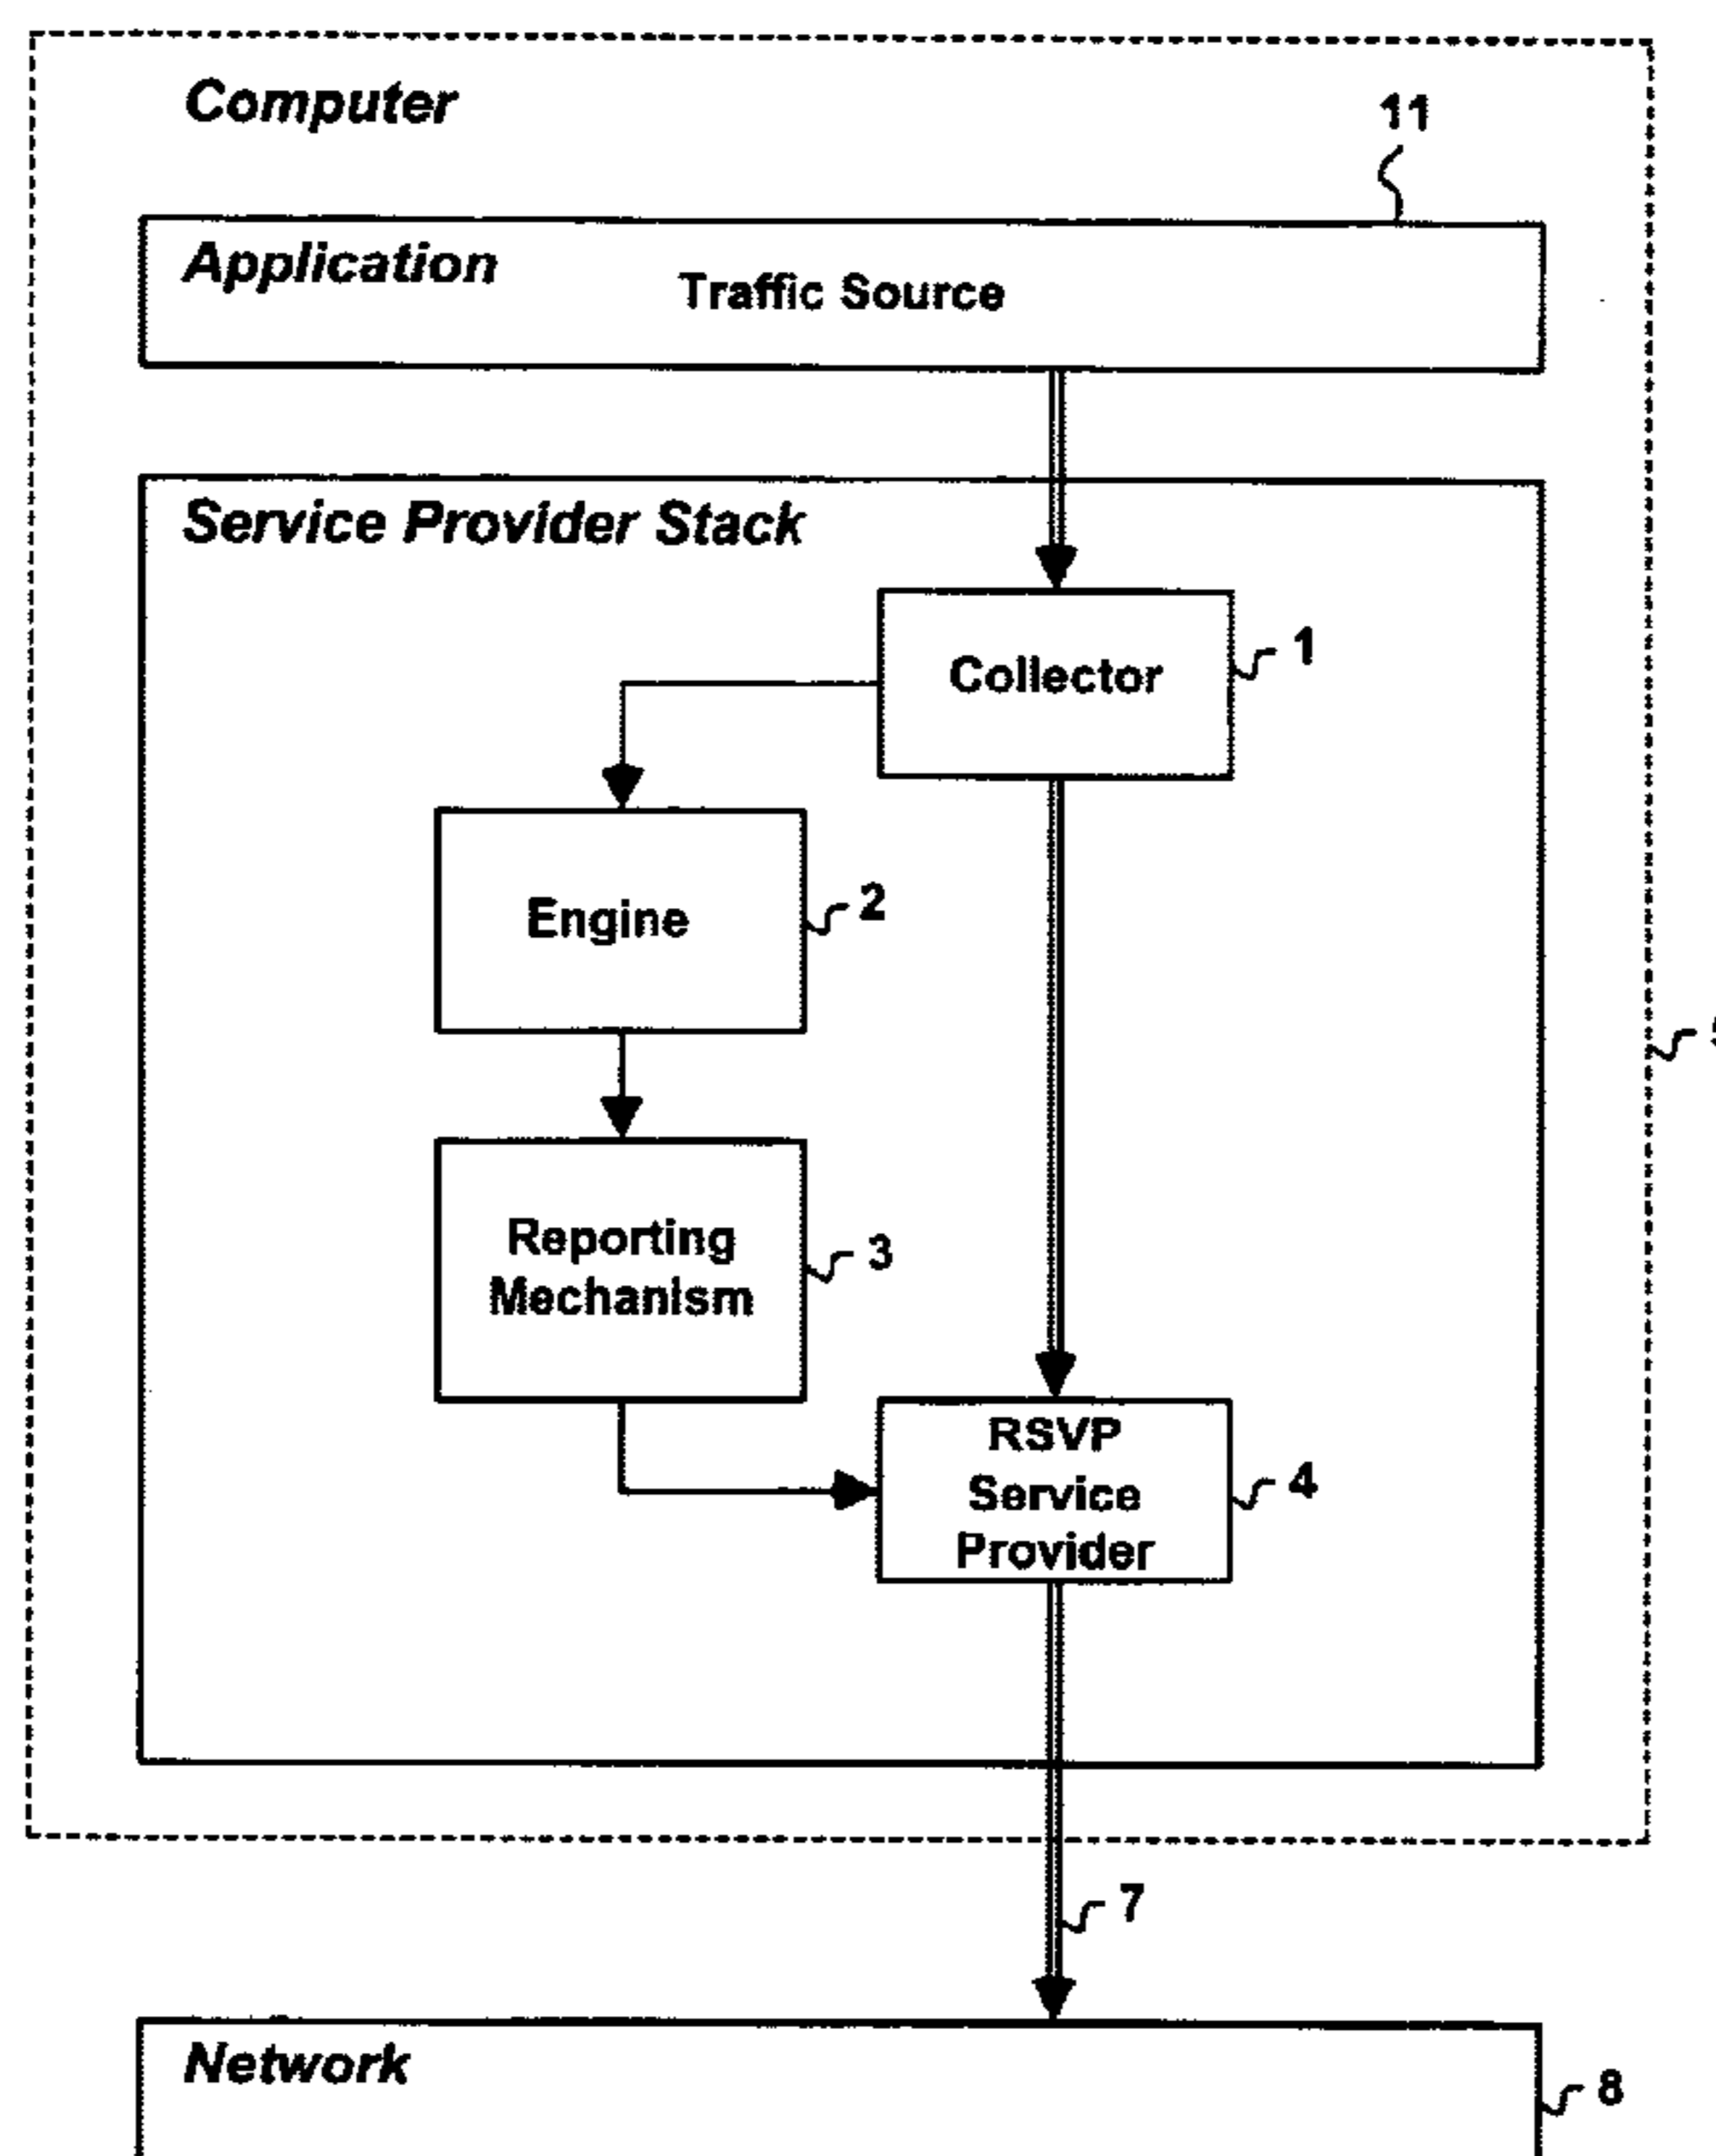 Computer
11
Application
Traffic Source
Service Provider Stack
Collector
1
Engine
2
Reporting
Mechanism
3
RSVP
Service
Provider
4
7
Network
8